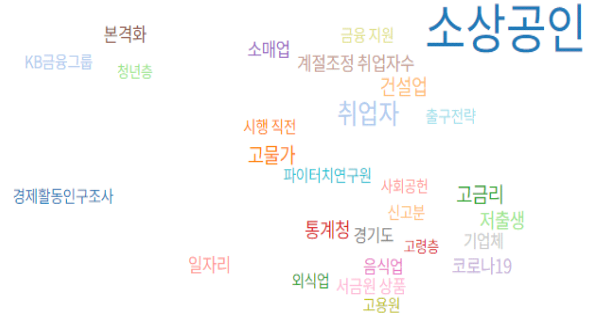 소상공인
본격화
금융 지원
소매업
KB금융그룹
청년층
계절조정 취업자수
건설업
취업자
출구전략
시행 직전
고물가
파이터치연구원
사회공헌
경제활동인구조사
고금리
신고분
저출생
통계청
경기도
고령층
기업체
일자리
음식업
코로나19
외식업
서금원 상품
고용원